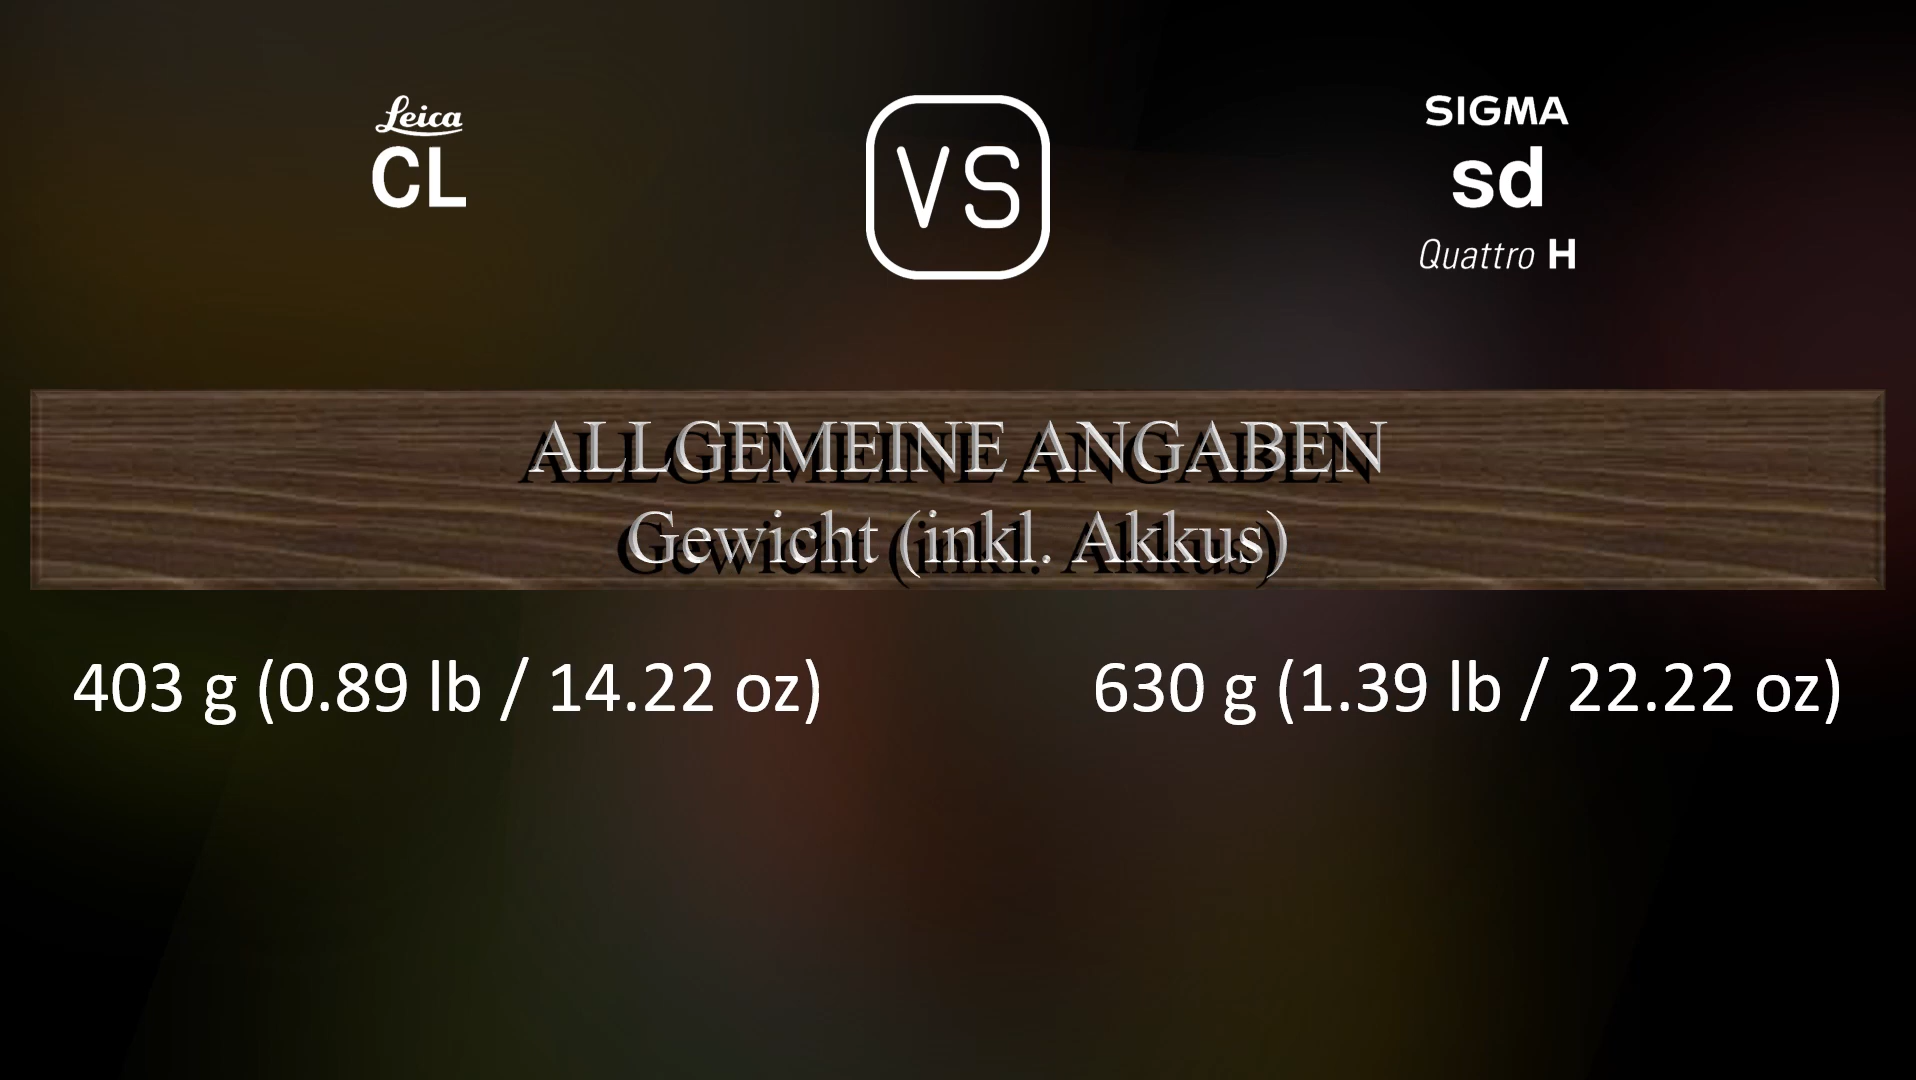 Leica
CL
VS
SIGMA
sd
Quattro H
ALLGEMEINE ANGABEN
Gewicht (inkl. Akkus)
403 g (0.89 lb / 14.22 oz)
630 g (1.39 lb / 22.22 oz)